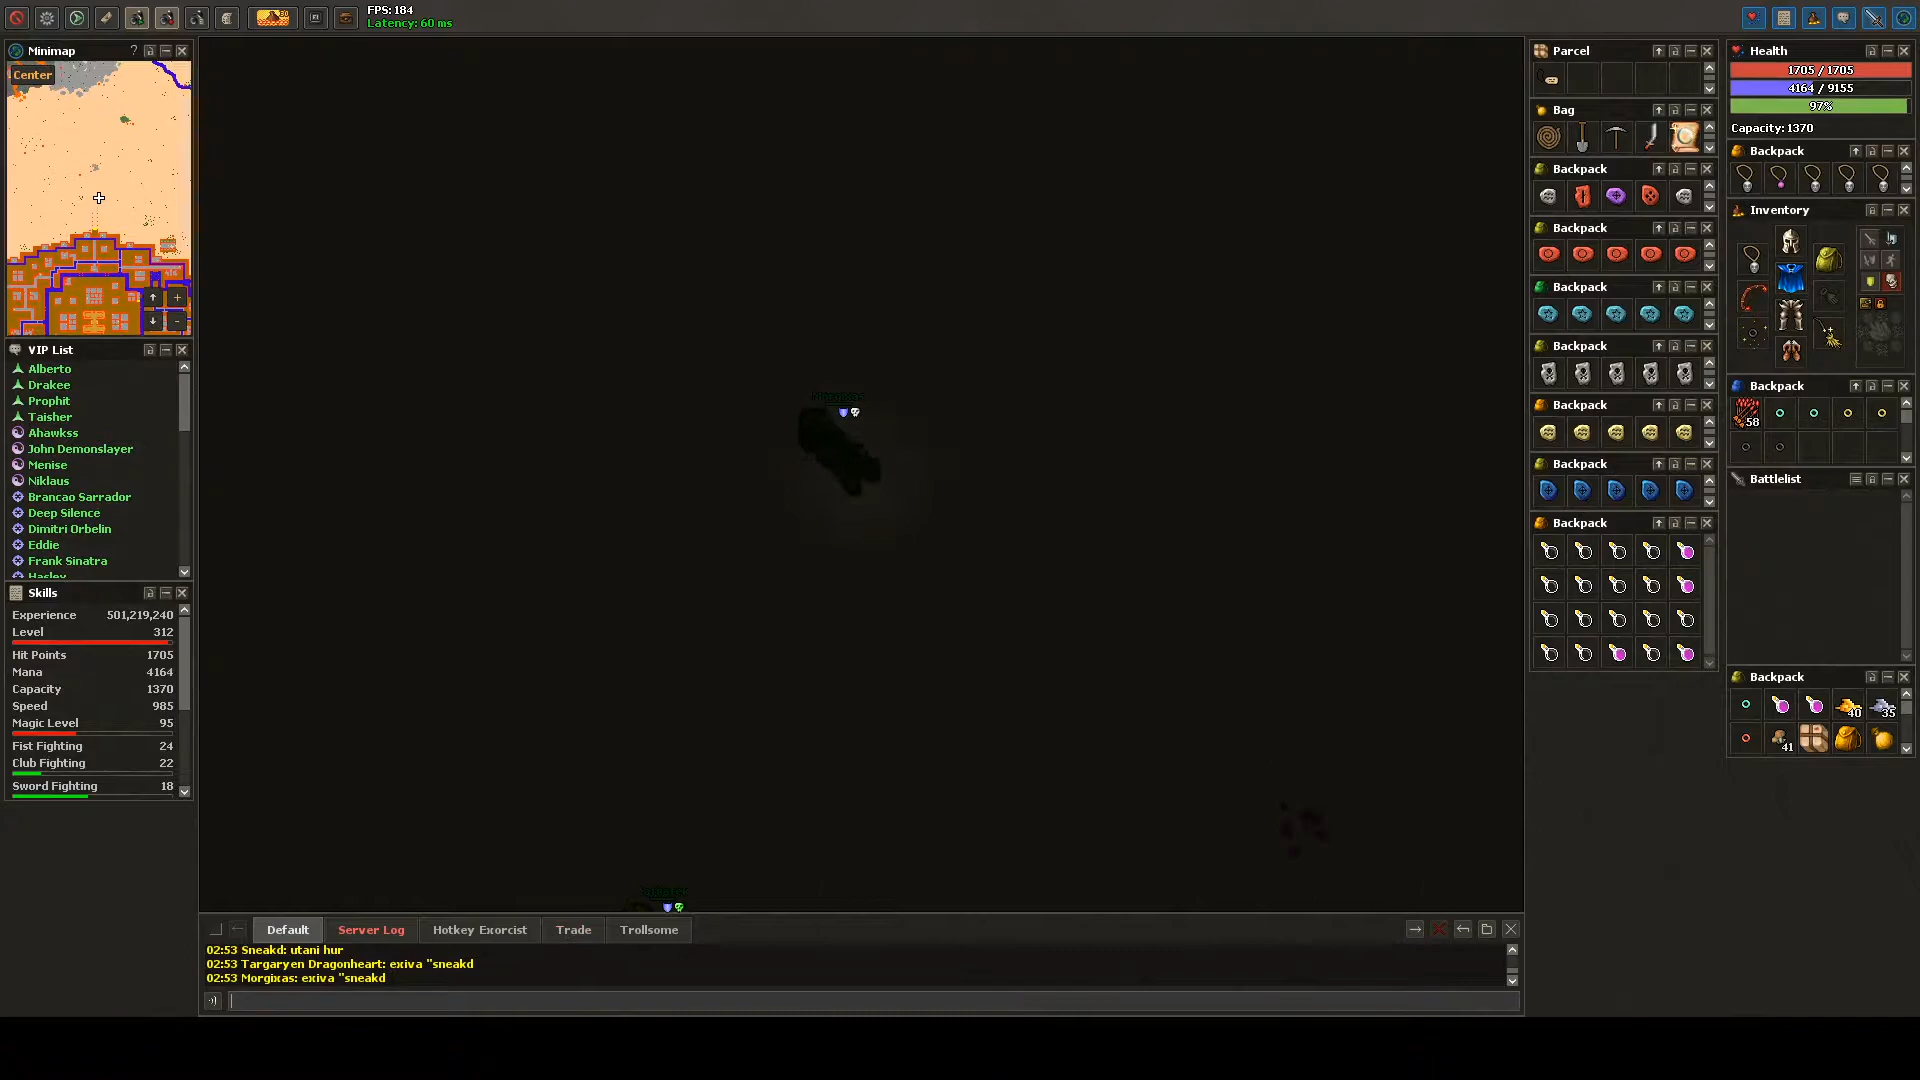 FPS: 184
Latency: 60 ms
Minimap
?
Center
VIP List
Alberto
Drakee
Prophit
Taisher
Ahawkss
John Demonslayer
Menise
Niklaus
Brancao Sarrador
Deep Silence
Dimitri Orbelin
Eddie
Frank Sinatra
Hasley
Skills
Experience 501,219,240
Level 312
Hit Points 1705
Mana 4164
Capacity 1370
Speed 985
Magic Level 95
Fist Fighting 24
Club Fighting 22
Sword Fighting 18
Default
Server Log
Hotkey Exorcist
Trade
Trollsome
02:53 Sneakd: utani hur
02:53 Targaryen Dragonheart: exiva "sneakd
02:53 Morgixas: exiva "sneakd
Parcel
Bag
Backpack
Backpack
Backpack
Backpack
Backpack
Backpack
Backpack
Health
1705 / 1705
4164 / 9155
97%
Capacity: 1370
Backpack
Inventory
Backpack
58
Battlelist
Backpack
40
35
41